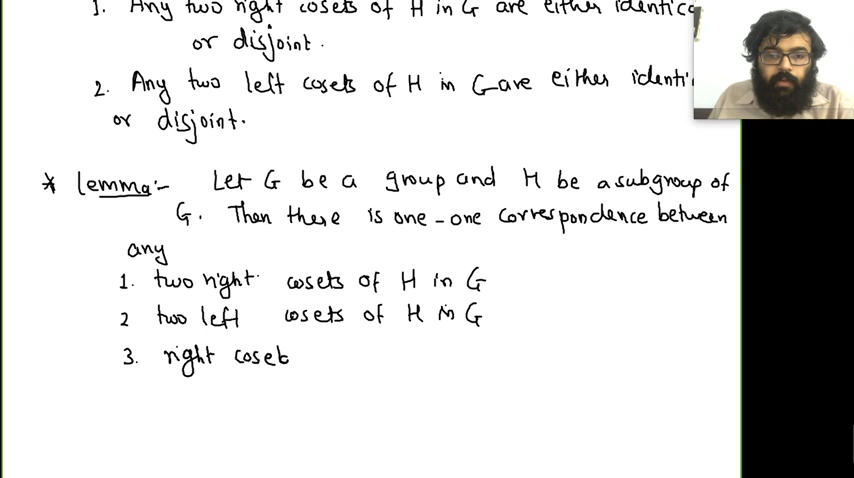 1. Any two right cosets of H in G are either identica
or disjoint.
2. Any two left cosets of H in G are either identi
or disjoint.
* lemma:- Let G be a group and H be a subgroup of
G. Then there is one-one correspondence between
any
1. two right cosets of H in G
2 two left cosets of H in G
3. right coset